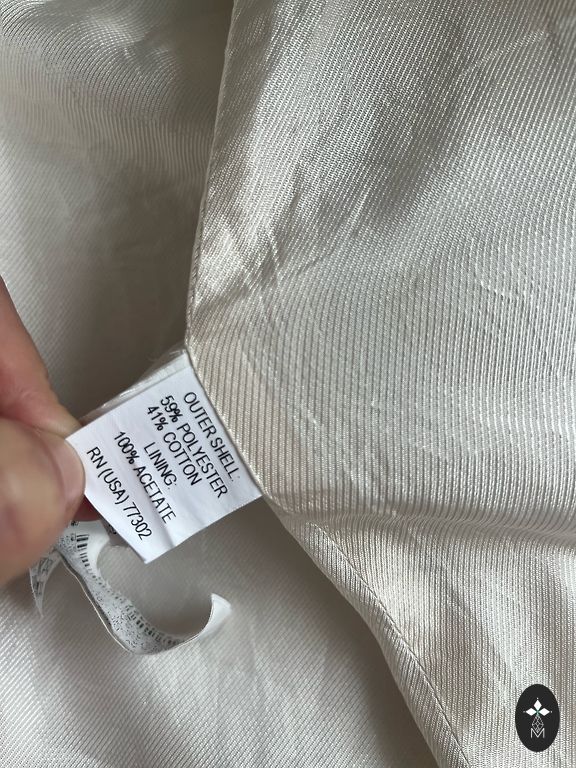 OUTER SHELL:
59% POLYESTER
41% COTTON
LINING:
100% ACETATE
RN (USA) 77302
M